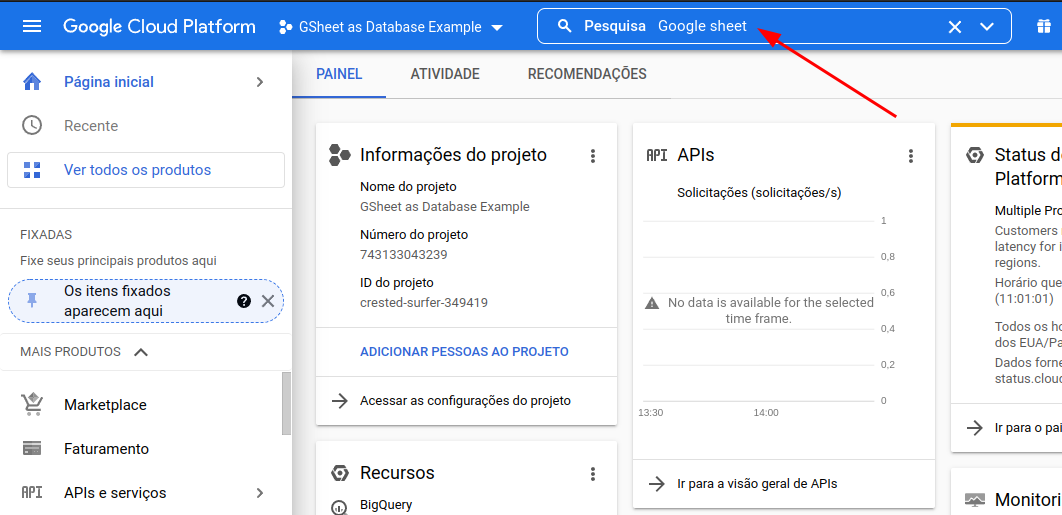 Google Cloud Platform
GSheet as Database Example
Pesquisa Google sheet
Página inicial
Recente
Ver todos os produtos
FIXADAS
Fixe seus principais produtos aqui
Os itens fixados
aparecem aqui
MAIS PRODUTOS
Marketplace
Faturamento
API APIs e serviços
PAINEL ATIVIDADE RECOMENDAÇÕES
Informações do projeto
Nome do projeto
GSheet as Database Example
Número do projeto
743133043239
ID do projeto
crested-surfer-349419
ADICIONAR PESSOAS AO PROJETO
Acessar as configurações do projeto
Recursos
BigQuery
API APIs
Solicitações (solicitações/s)
1
0,8
0,6
No data is available for the selected
time frame.
0,4
0,2
0
13:30 14:00
Ir para a visão geral de APIs
Status d
Platform
Multiple Pro
Customers
latency for i
regions.
Horário que
(11:01:01)
Todos os ho
dos EUA/Pa
Dados forne
status.cloud
Ir para o pai
Monitori